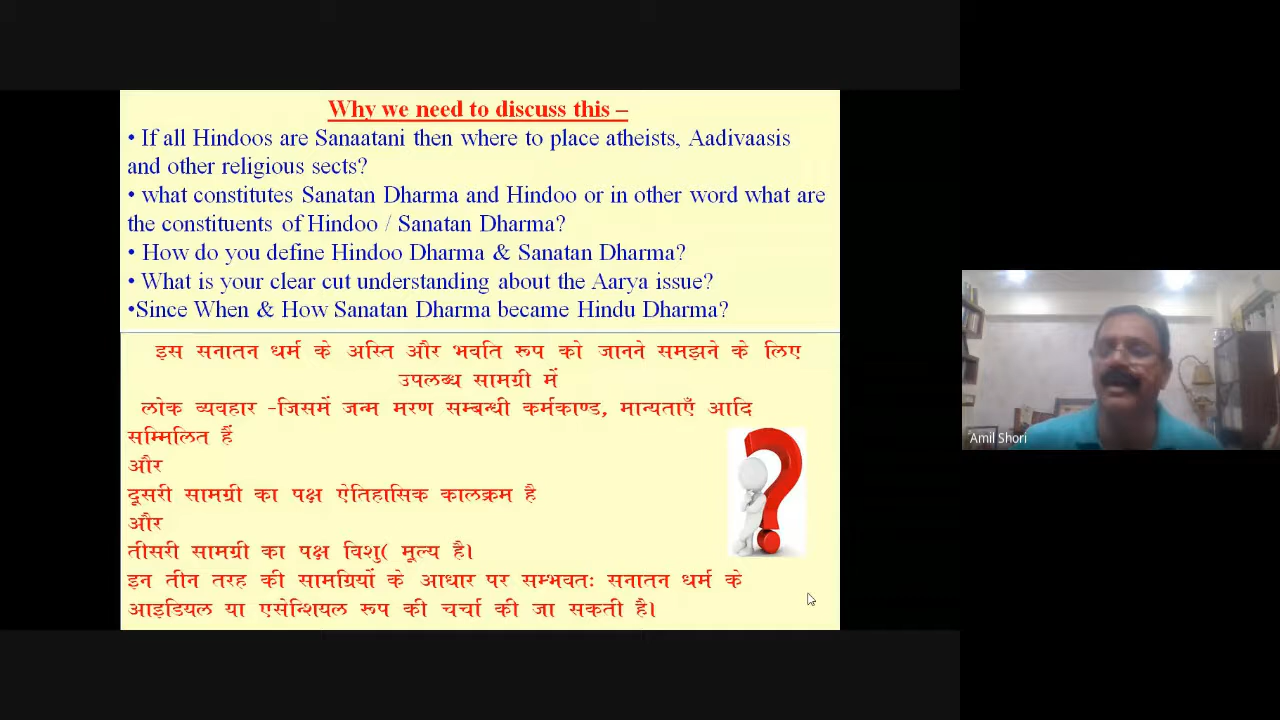 Why we need to discuss this –
• If all Hindoos are Sanaatani then where to place atheists, Aadivaasis
and other religious sects?
• what constitutes Sanatan Dharma and Hindoo or in other word what are
the constituents of Hindoo / Sanatan Dharma?
• How do you define Hindoo Dharma & Sanatan Dharma?
• What is your clear cut understanding about the Aarya issue?
•Since When & How Sanatan Dharma became Hindu Dharma?
इस सनातन धर्म के अस्ति और भवति रूप को जानने समझने के लिए
उपलब्ध सामग्री में
लोक व्यवहार -जिसमें जन्म मरण सम्बन्धी कर्मकाण्ड, मान्यताएँ आदि
सम्मिलित हैं
और
दूसरी सामग्री का पक्ष ऐतिहासिक कालक्रम है
और
तीसरी सामग्री का पक्ष विशु( मूल्य है।
इन तीन तरह की सामग्रियों के आधार पर सम्भवतः सनातन धर्म के
आइडियल या एसेन्शियल रूप की चर्चा की जा सकती है।
Amil Shori